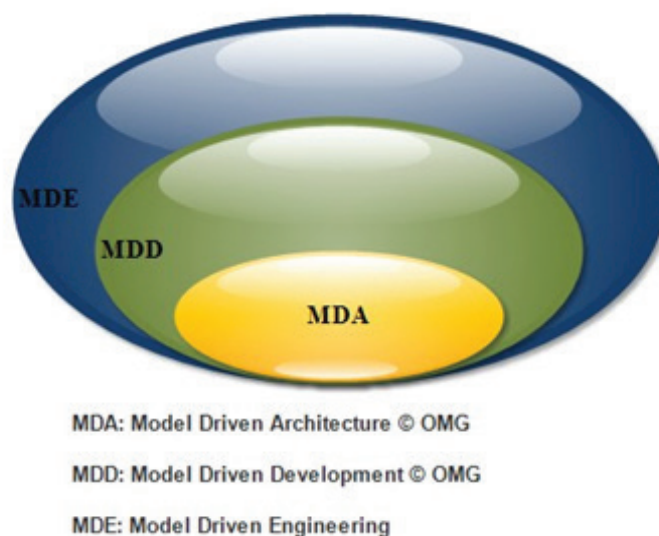 MDE
MDD
MDA
MDA: Model Driven Architecture © OMG
MDD: Model Driven Development © OMG
MDE: Model Driven Engineering